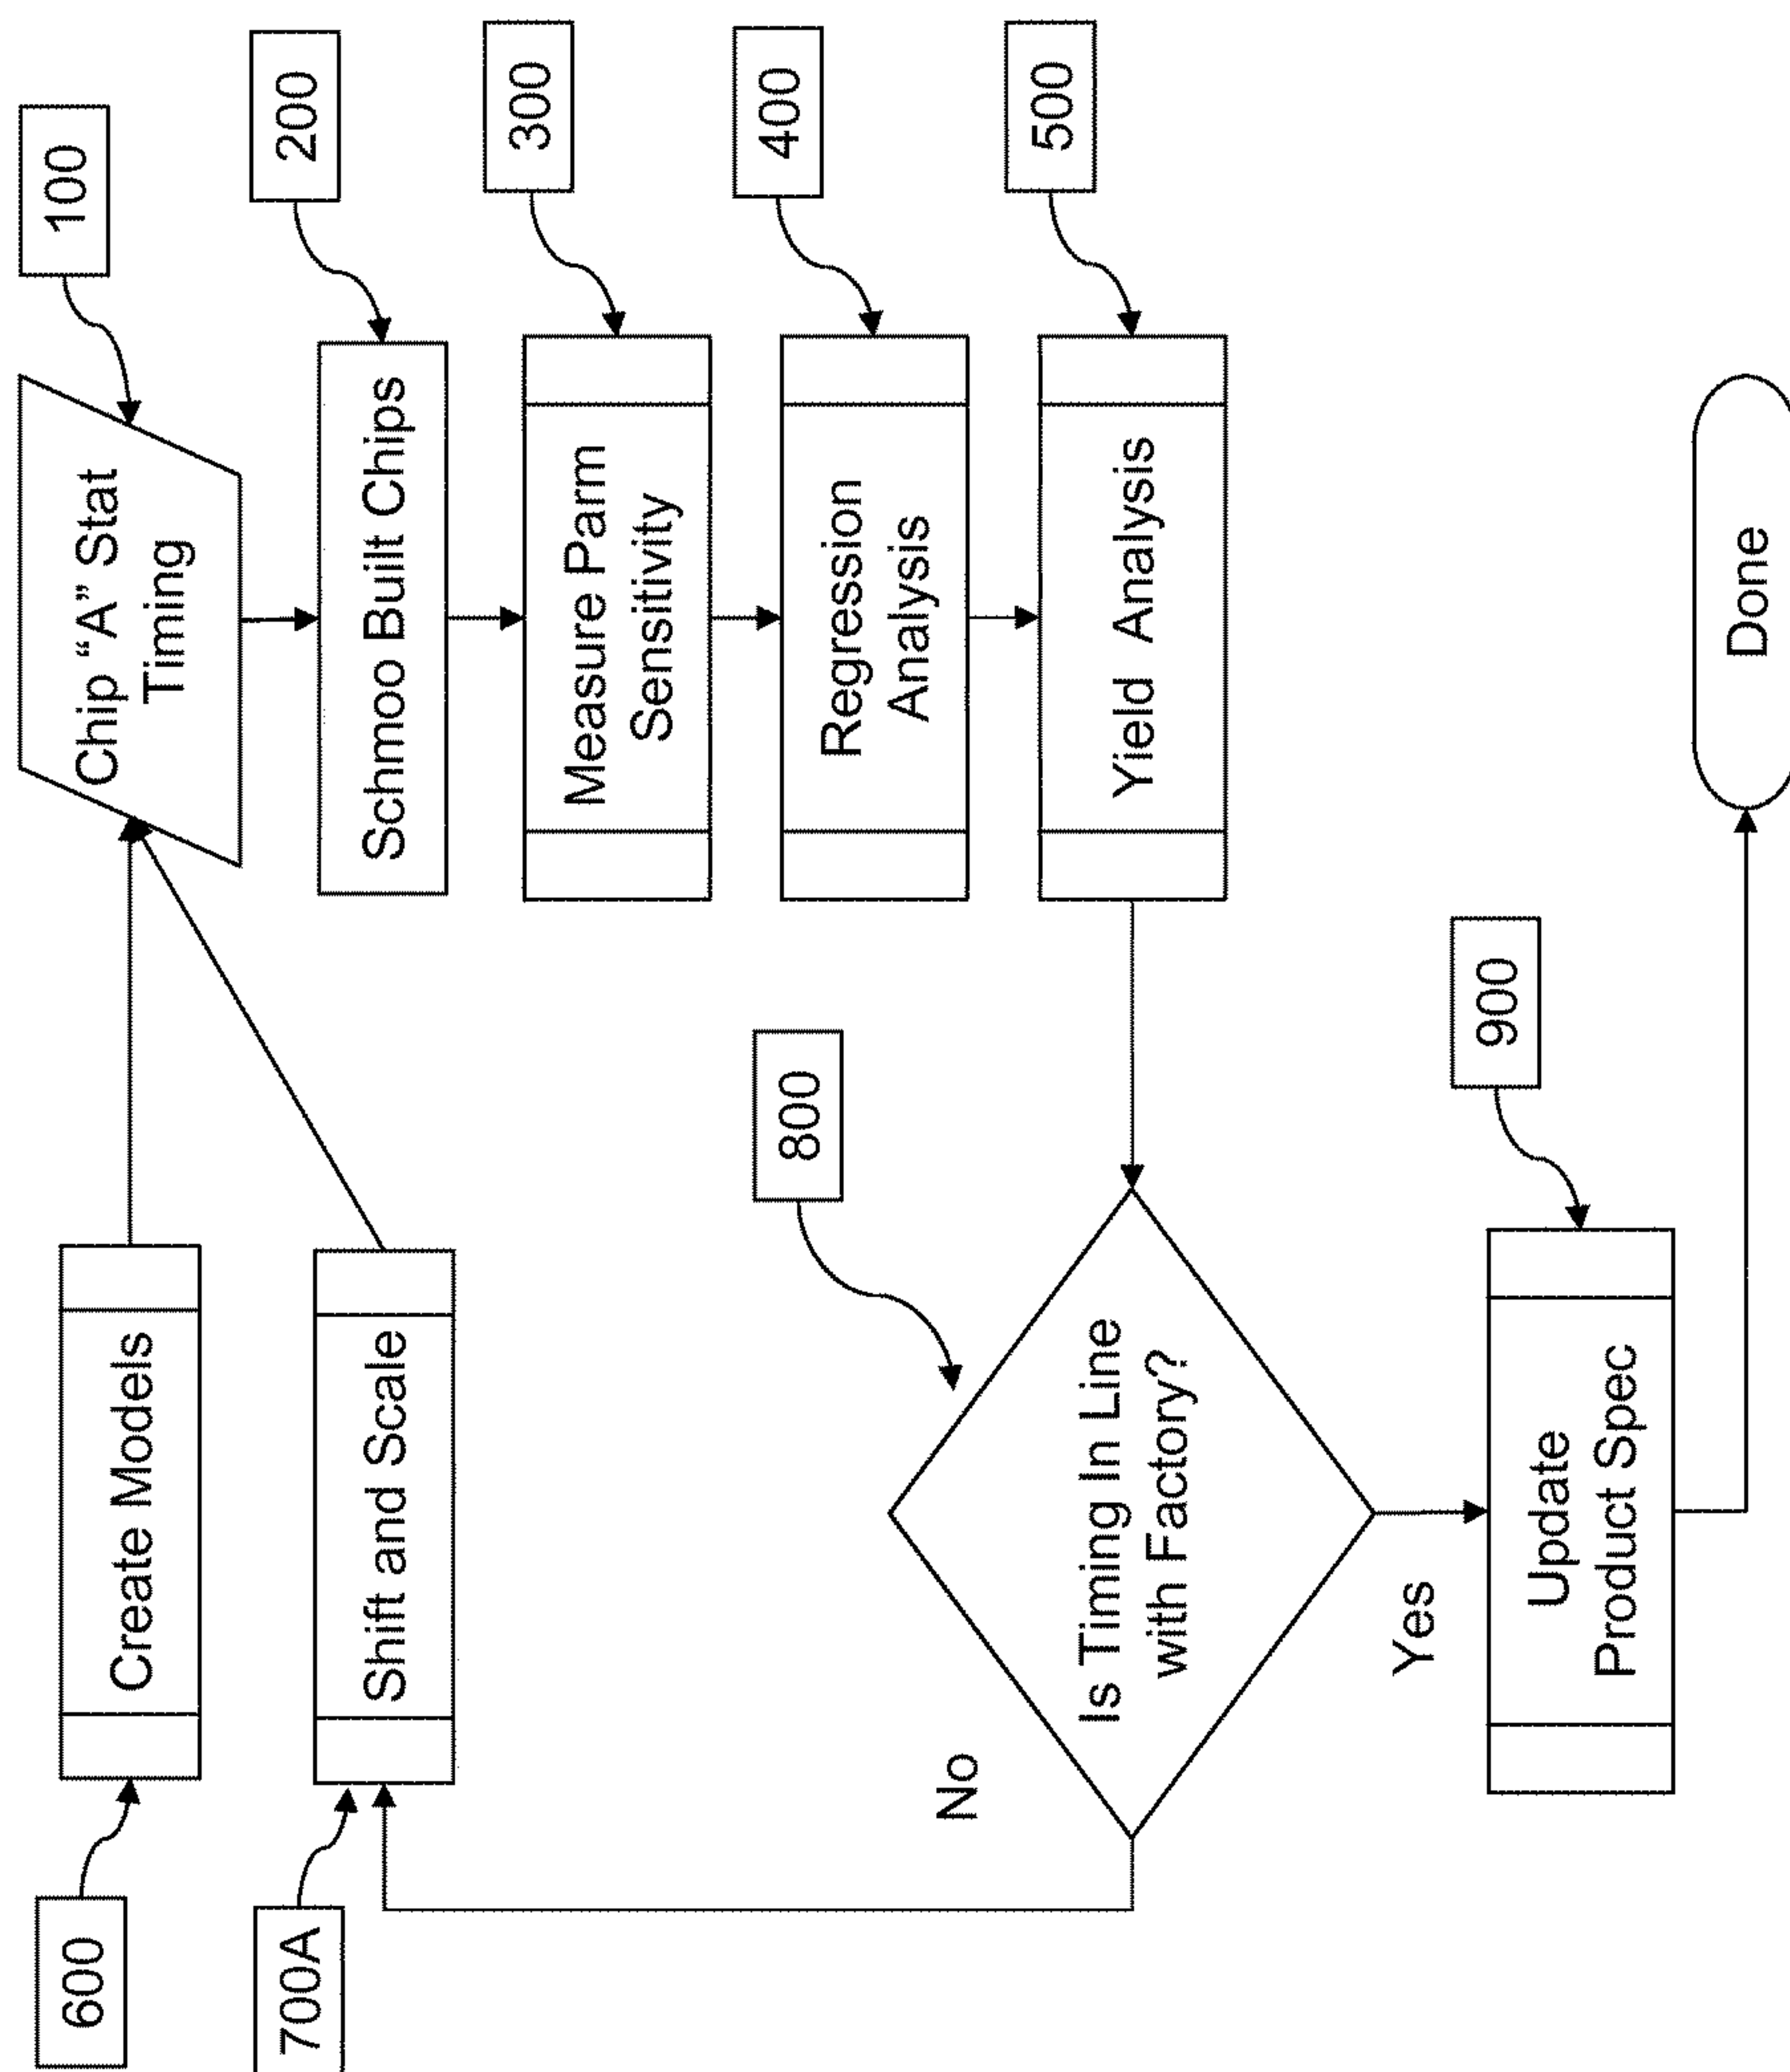 600
Create Models
Chip “A” Stat
Timing
100
700A
Shift and Scale
Schmoo Built Chips
200
Measure Parm
Sensitivity
300
Regression
Analysis
400
Yield Analysis
500
No
Is Timing In Line
with Factory?
800
Yes
Update
Product Spec
900
Done